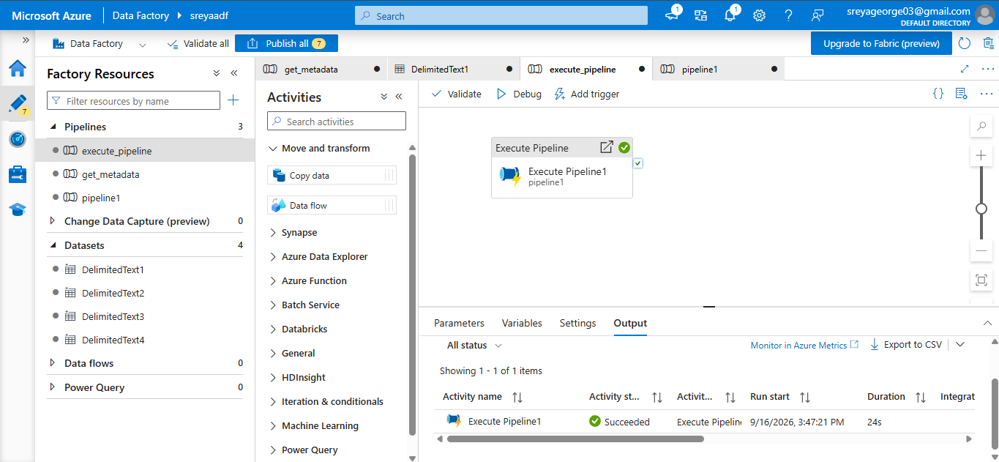 Microsoft Azure
Data Factory
sreyaadf
Search
1
1
sreyageorge03@gmail.com
DEFAULT DIRECTORY
Data Factory
Validate all
Publish all 7
Upgrade to Fabric (preview)
7
Factory Resources
Filter resources by name
Pipelines 3
execute_pipeline
get_metadata
pipeline1
Change Data Capture (preview) 0
Datasets 4
DelimitedText1
DelimitedText2
DelimitedText3
DelimitedText4
Data flows 0
Power Query 0
get_metadata
DelimitedText1
execute_pipeline
pipeline1
Activities
Search activities
Move and transform
Copy data
Data flow
Synapse
Azure Data Explorer
Azure Function
Batch Service
Databricks
General
HDInsight
Iteration & conditionals
Machine Learning
Power Query
Validate
Debug
Add trigger
Execute Pipeline
Execute Pipeline1
pipeline1
Parameters Variables Settings Output
All status
Monitor in Azure Metrics
Export to CSV
Showing 1 - 1 of 1 items
Activity name Activity st... Activit... Run start Duration Integrat
Execute Pipeline1 Succeeded Execute Pipelin 9/16/2026, 3:47:21 PM 24s